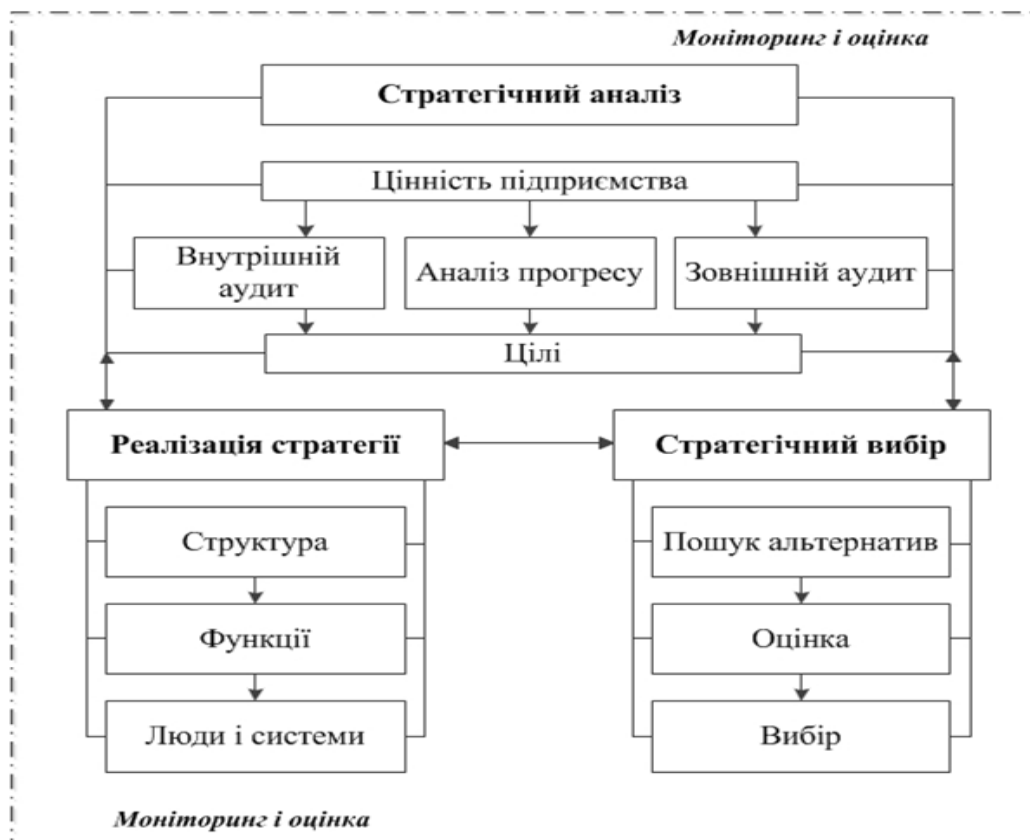 Моніторинг і оцінка
Стратегічний аналіз
Цінність підприємства
Внутрішній
аудит
Аналіз прогресу
Зовнішній аудит
Цілі
Реалізація стратегії
Стратегічний вибір
Структура
Пошук альтернатив
Функції
Оцінка
Люди і системи
Вибір
Моніторинг і оцінка